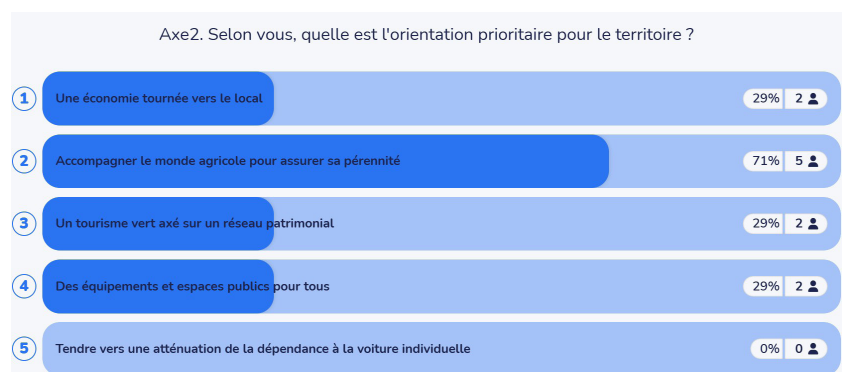 Axe2. Selon vous, quelle est l'orientation prioritaire pour le territoire ?
1 Une économie tournée vers le local 29% 2
2 Accompagner le monde agricole pour assurer sa pérennité 71% 5
3 Un tourisme vert axé sur un réseau patrimonial 29% 2
4 Des équipements et espaces publics pour tous 29% 2
5 Tendre vers une atténuation de la dépendance à la voiture individuelle 0% 0